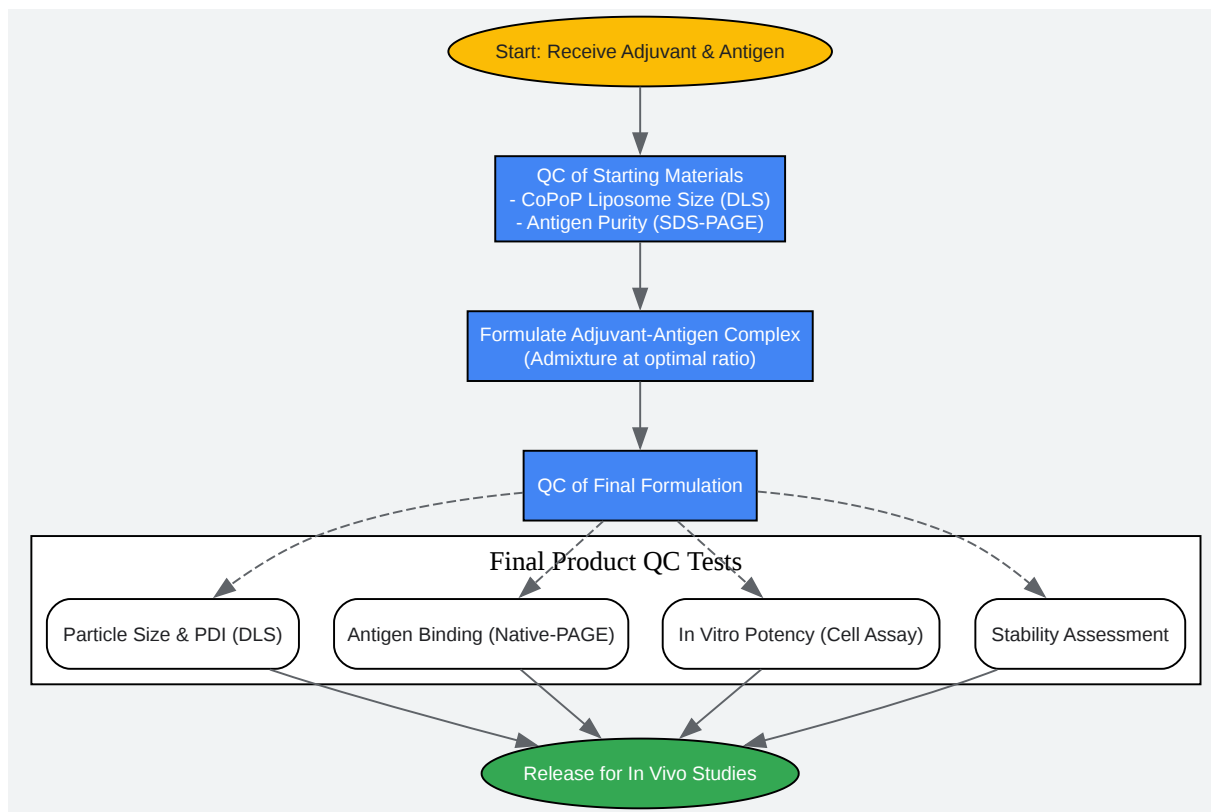 Start: Receive Adjuvant & Antigen
QC of Starting Materials
- CoPoP Liposome Size (DLS)
- Antigen Purity (SDS-PAGE)
Formulate Adjuvant-Antigen Complex
(Admixture at optimal ratio)
QC of Final Formulation
Final Product QC Tests
Particle Size & PDI (DLS)
Antigen Binding (Native-PAGE)
In Vitro Potency (Cell Assay)
Stability Assessment
Release for In Vivo Studies